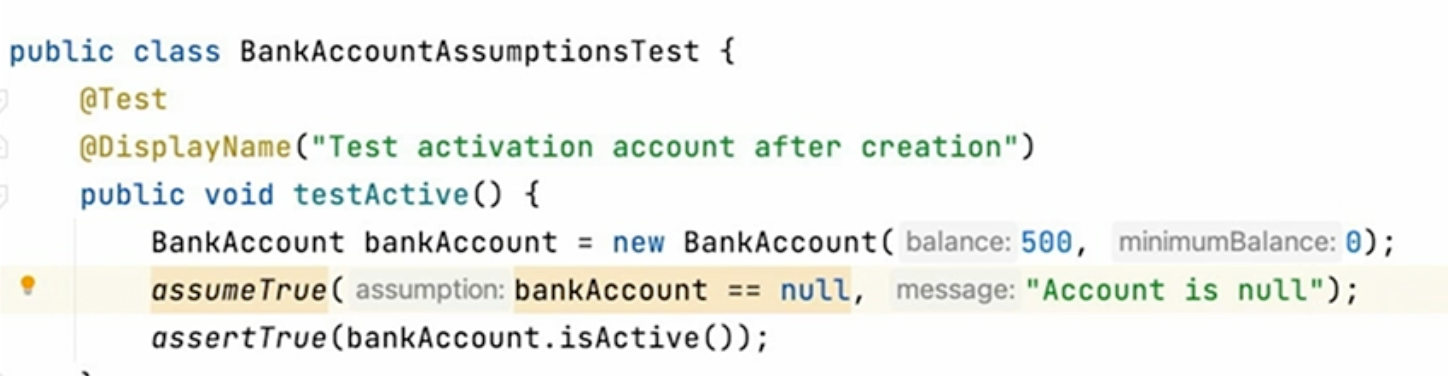 public class BankAccountAssumptionsTest {
@Test
@DisplayName("Test activation account after creation")
public void testActive() {
BankAccount bankAccount = new BankAccount( balance: 500, minimumBalance: 0);
assumeTrue( assumption: bankAccount == null, message: "Account is null");
assertTrue(bankAccount.isActive());
}